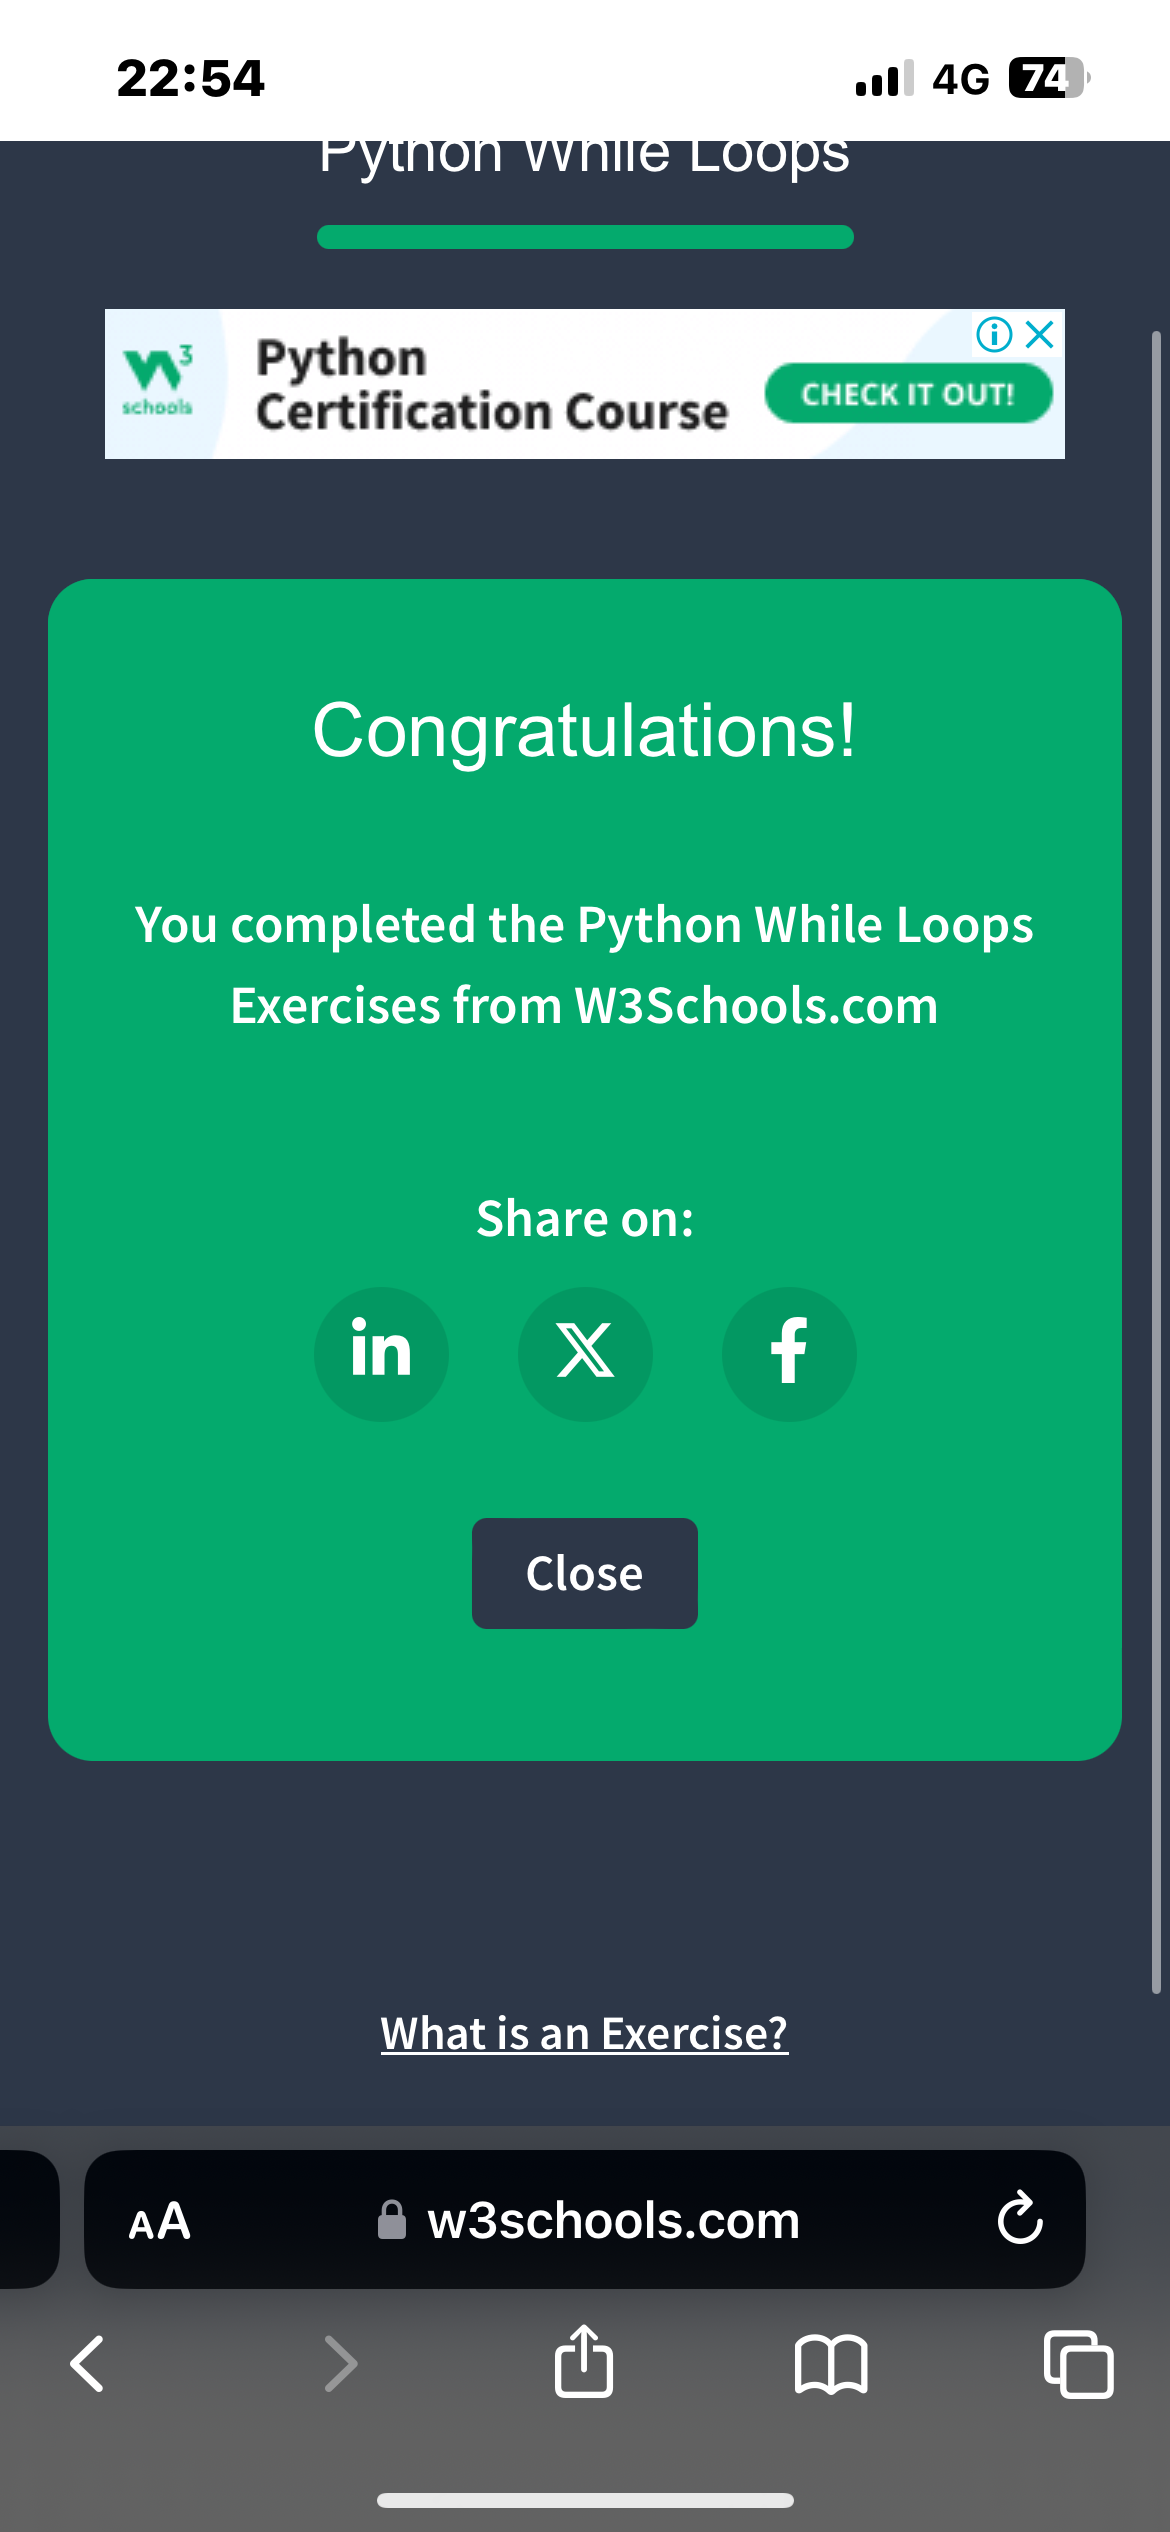 22:54 4G 74
Python While Loops
W3 schools
Python
Certification Course
CHECK IT OUT!
Congratulations!
You completed the Python While Loops
Exercises from W3Schools.com
Share on:
in X f
Close
What is an Exercise?
AA w3schools.com